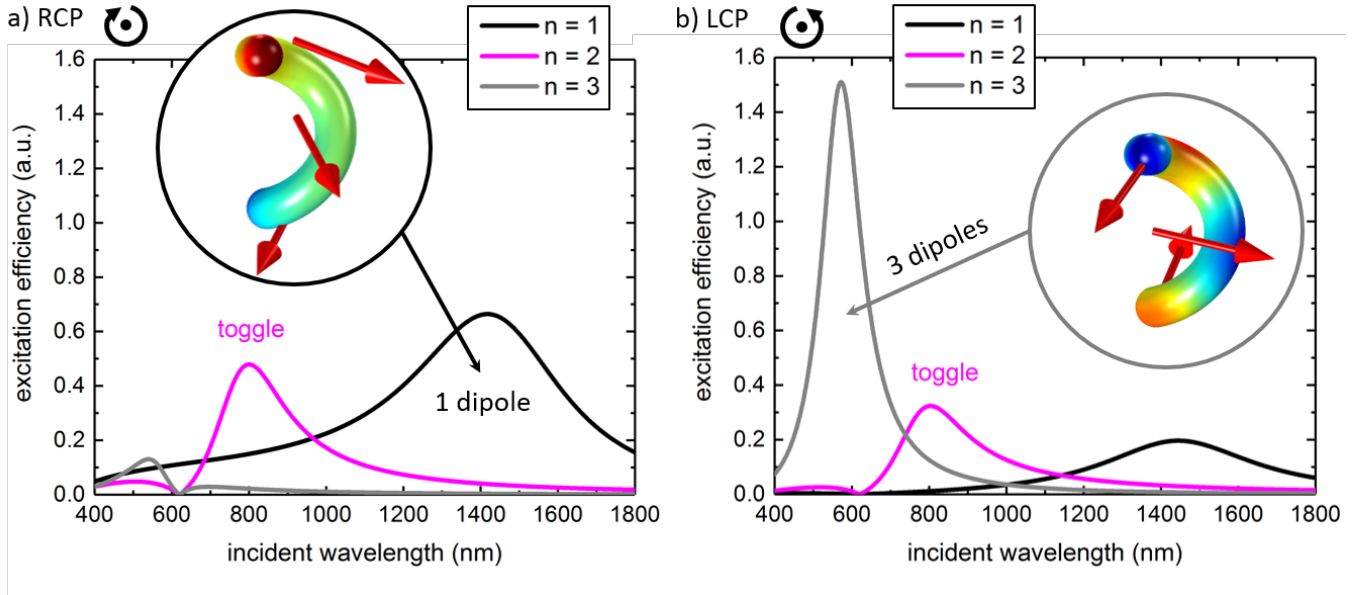 a) RCP
n = 1
n = 2
n = 3
excitation efficiency (a.u.)
1.6
1.4
1.2
1.0
0.8
0.6
0.4
0.2
0.0
toggle
1 dipole
400 600 800 1000 1200 1400 1600 1800
incident wavelength (nm)
b) LCP
n = 1
n = 2
n = 3
excitation efficiency (a.u.)
1.6
1.4
1.2
1.0
0.8
0.6
0.4
0.2
0.0
3 dipoles
toggle
400 600 800 1000 1200 1400 1600 1800
incident wavelength (nm)